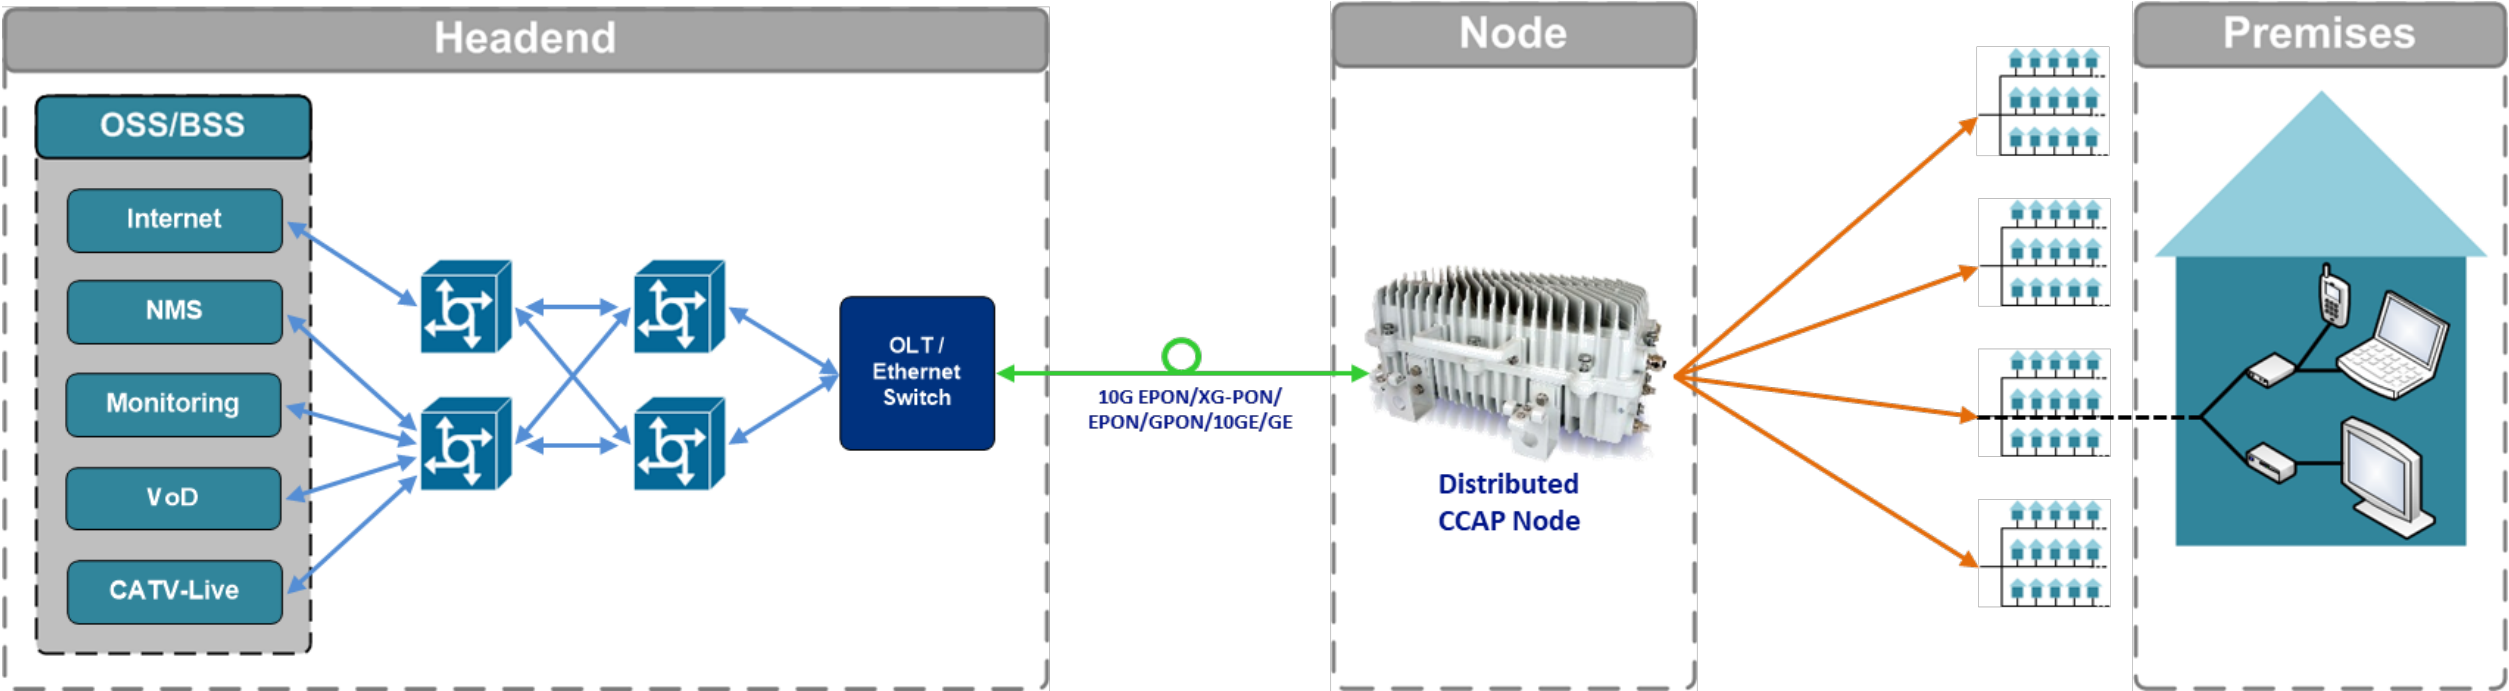 Headend
Node
Premises
OSS/BSS
Internet
NMS
Monitoring
VoD
CATV-Live
OLT /
Ethernet
Switch
10G EPON/XG-PON/
EPON/GPON/10GE/GE
Distributed
CCAP Node